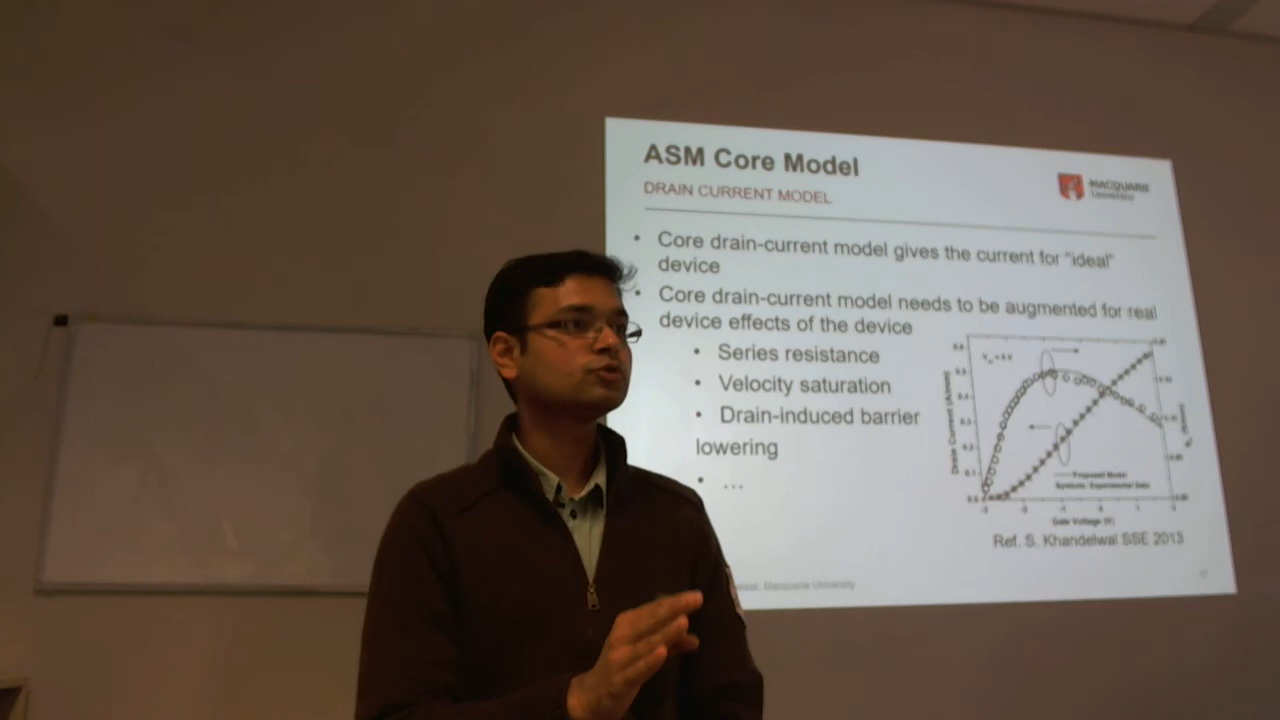 ASM Core Model
DRAIN CURRENT MODEL
MACQUARIE
University
• Core drain-current model gives the current for "ideal"
device
• Core drain-current model needs to be augmented for real
device effects of the device
• Series resistance
• Velocity saturation
• Drain-induced barrier
lowering
• …
Drain Current (A/mm)
Proposed Model
Symbols: Experimental Data
Gate Voltage (V)
Ref. S. Khandelwal SSE 2013
Macquarie University